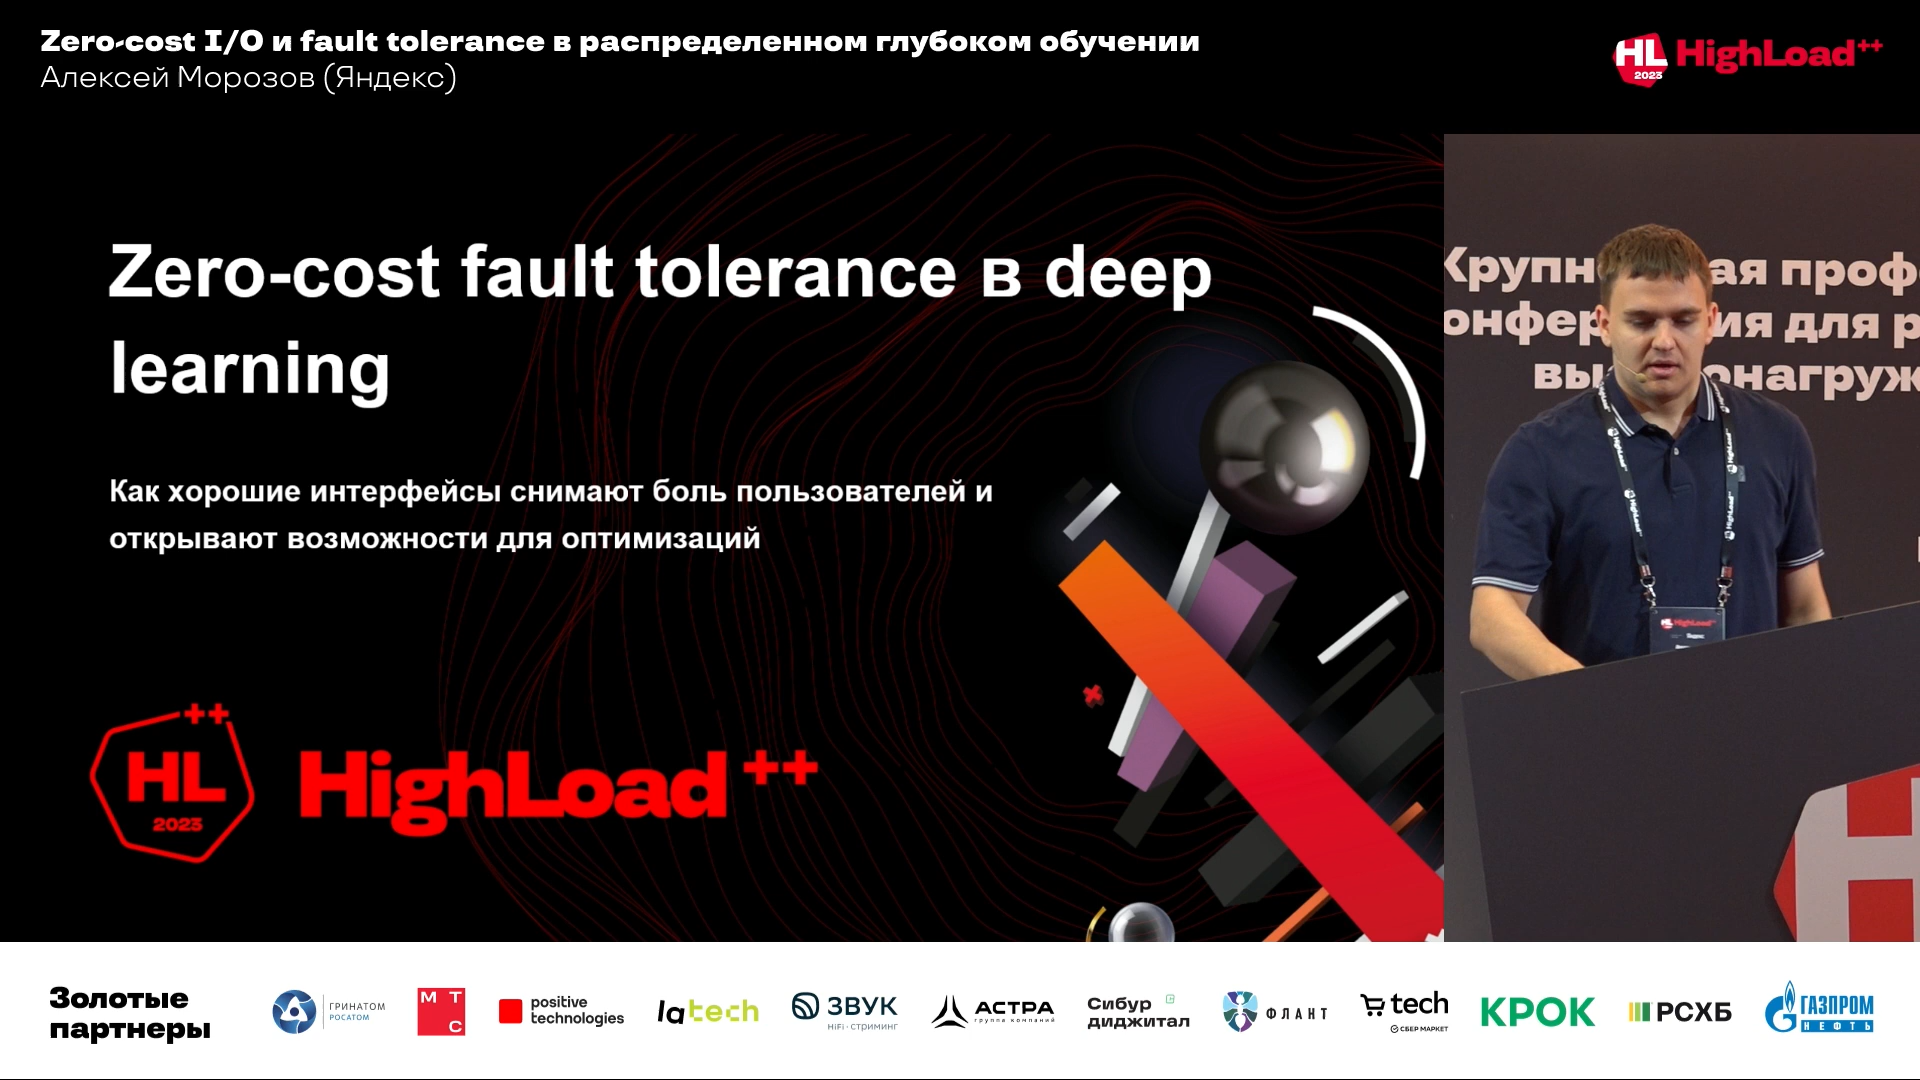 Zero-cost I/O и fault tolerance в распределенном глубоком обучении
Алексей Морозов (Яндекс)
HL
2023
HighLoad++
Zero-cost fault tolerance в deep
learning
Как хорошие интерфейсы снимают боль пользователей и
открывают возможности для оптимизаций
++
HL
2023
HighLoad++
HighLoad++
Золотые
партнеры
ГРИНАТОМ
РОСАТОМ
М Т
С
positive
technologies
latech
ЗВУК
HiFi·стриминг
АСТРА
группа компаний
Сибур
диджитал
ФЛАНТ
tech
СБЕР МАРКЕТ
КРОК
РСХБ
ГАЗПРОМ
НЕФТЬ